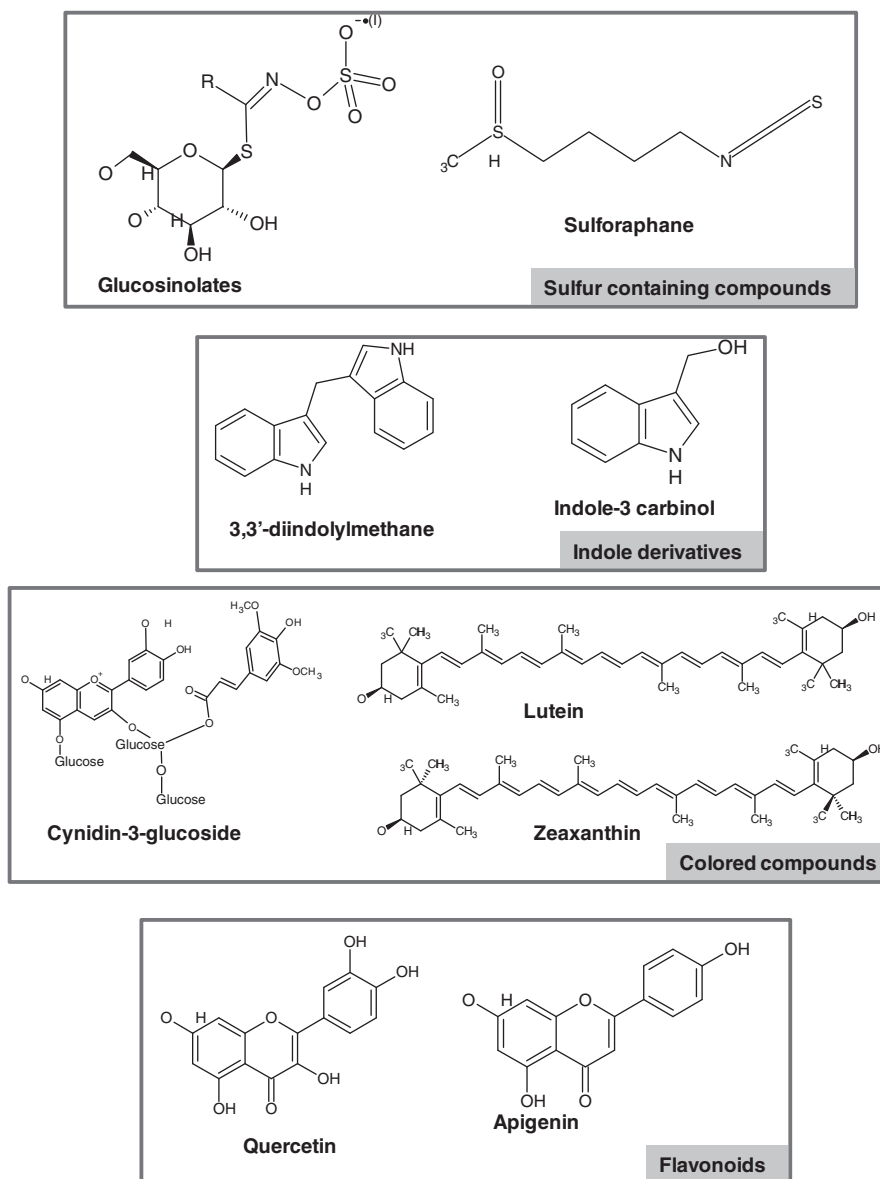 O
–•(I)
R
N
O
S
O
O
S
O
H
O
O
H
OH
OH
Glucosinolates
O
S
H
3C
N
S
Sulforaphane
Sulfur containing compounds
NH
N
H
3,3’-diindolylmethane
OH
N
H
Indole-3 carbinol
Indole derivatives
O H
OH
O H
O+
O
Glucose
O
Glucose
O
Glucose
O
O
H3CO
OH
OCH3
Cynidin-3-glucoside
3C CH3
CH3
CH3
O H
CH3
CH3
CH3
3C H
OH
3C CH3
Lutein
3C CH3
CH3
CH3
O H
CH3
CH3
CH3
3C H
OH
3C CH3
Zeaxanthin
Colored compounds
OH
OH
O H
O
OH
OH
O
Quercetin
OH
O H
O
OH
O
Apigenin
Flavonoids